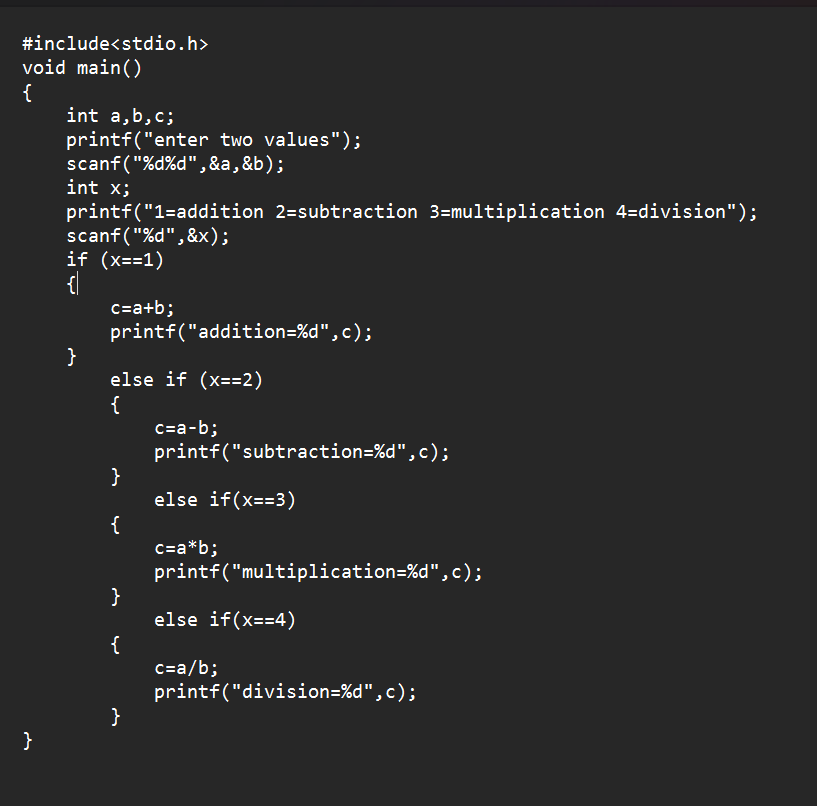 #include<stdio.h>
void main()
{
    int a,b,c;
    printf("enter two values");
    scanf("%d%d",&a,&b);
    int x;
    printf("1=addition 2=subtraction 3=multiplication 4=division");
    scanf("%d",&x);
    if (x==1)
    {
        c=a+b;
        printf("addition=%d",c);
    }
        else if (x==2)
        {
            c=a-b;
            printf("subtraction=%d",c);
        }
            else if(x==3)
        {
            c=a*b;
            printf("multiplication=%d",c);
        }
            else if(x==4)
        {
            c=a/b;
            printf("division=%d",c);
        }
}